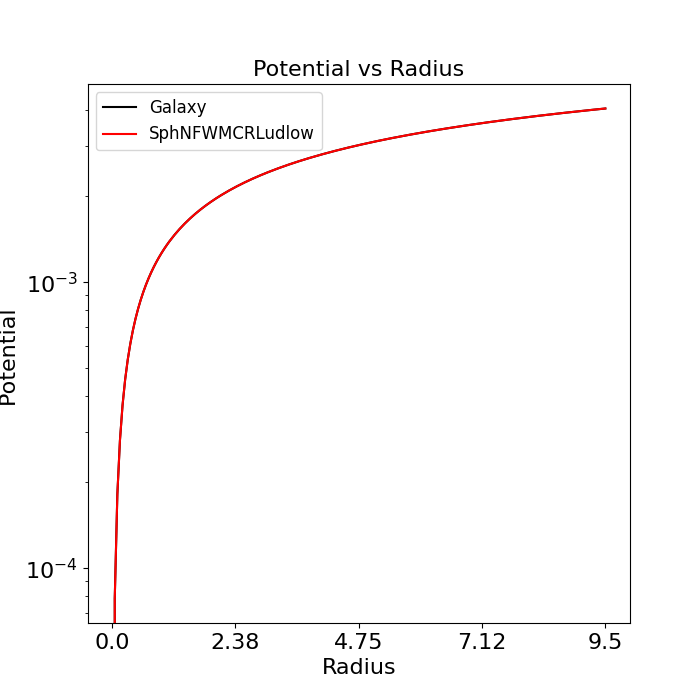 Potential vs Radius
Galaxy
SphNFWMCRLudlow
Potential
10⁻³
10⁻⁴
0.0 2.38 4.75 7.12 9.5
Radius